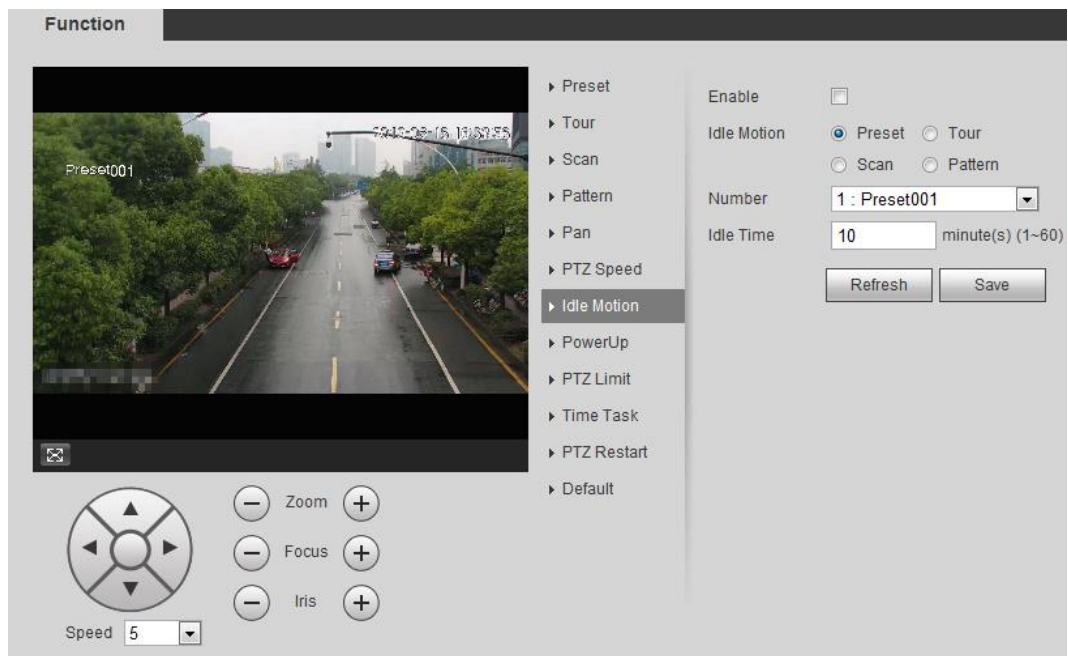 Function
Preset001
Preset
Tour
Scan
Pattern
Pan
PTZ Speed
Idle Motion
PowerUp
PTZ Limit
Time Task
PTZ Restart
Default
Enable
Idle Motion Preset Tour
Scan Pattern
Number 1 : Preset001
Idle Time 10 minute(s) (1~60)
Refresh Save
Zoom
Focus
Iris
Speed 5